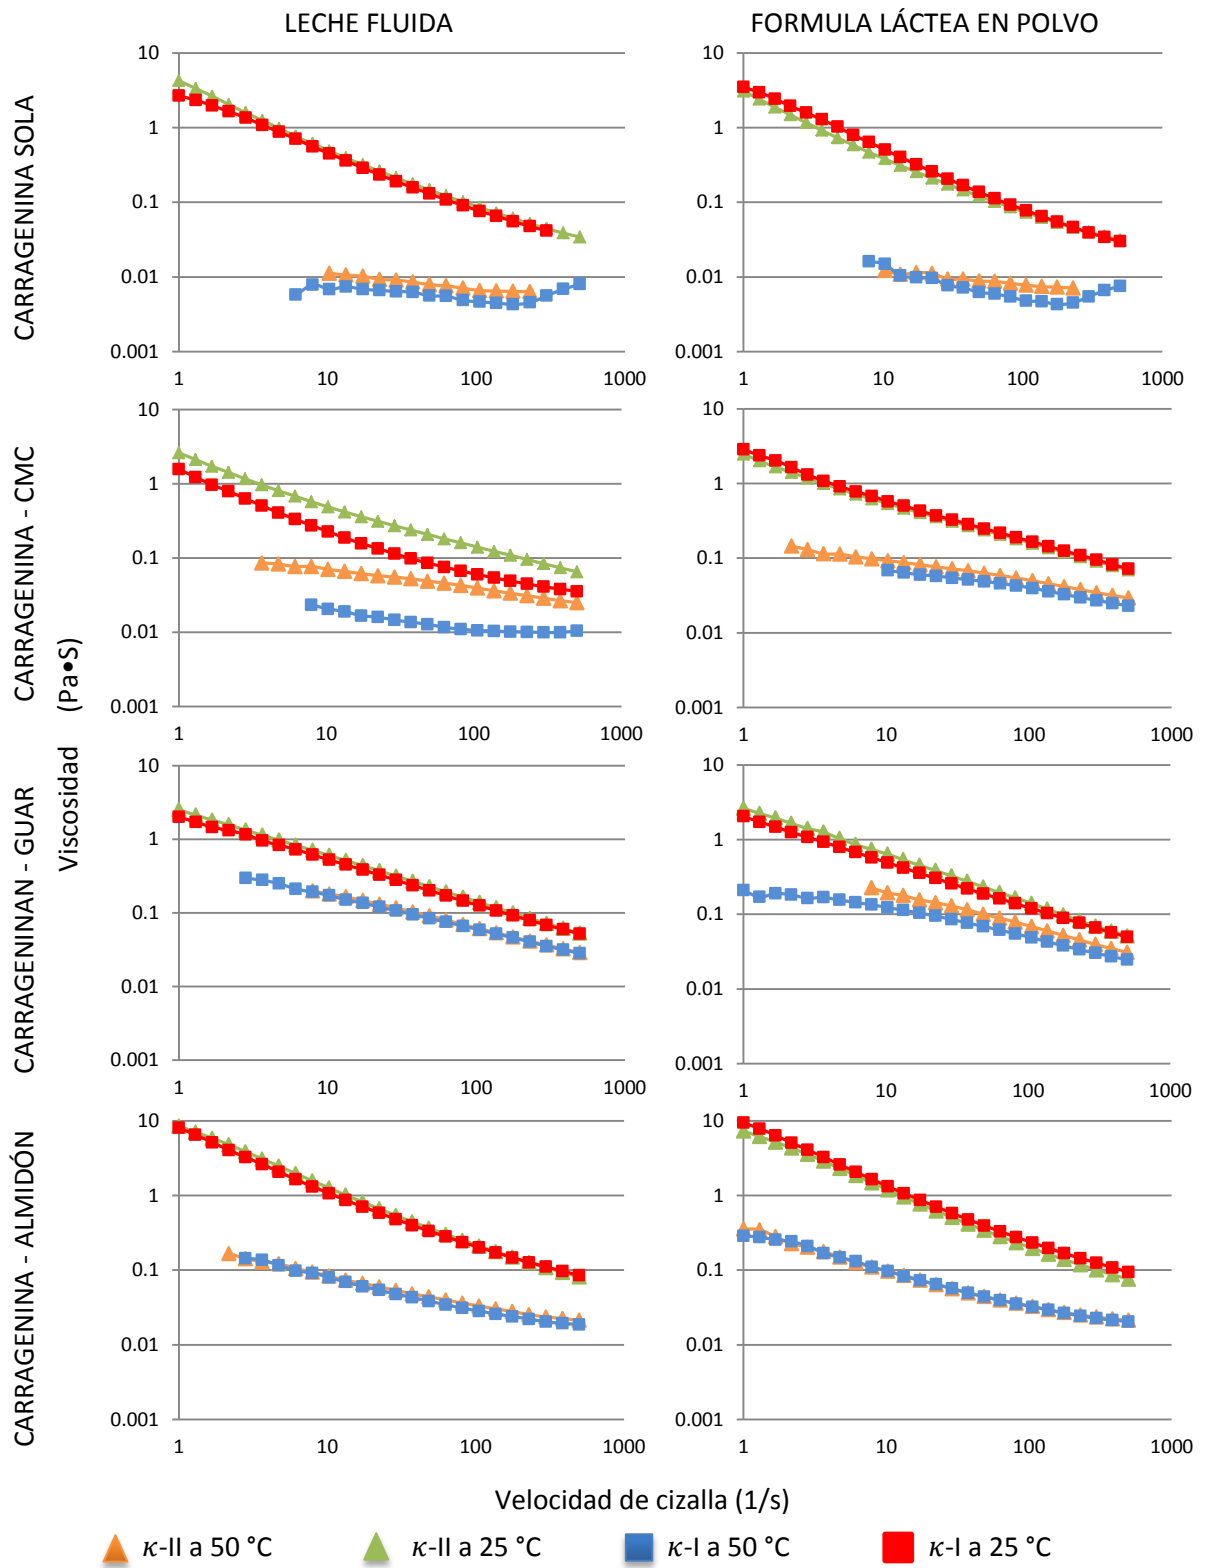 LECHE FLUIDA
FORMULA LÁCTEA EN POLVO
CARRAGENINA SOLA
10
1
0.1
0.01
0.001
1 10 100 1000
10
1
0.1
0.01
0.001
1 10 100 1000
CARRAGENINA - CMC
10
1
0.1
0.01
0.001
1 10 100 1000
10
1
0.1
0.01
0.001
1 10 100 1000
Viscosidad (Pa•S)
CARRAGENINAN - GUAR
10
1
0.1
0.01
0.001
1 10 100 1000
10
1
0.1
0.01
0.001
1 10 100 1000
CARRAGENINA - ALMIDÓN
10
1
0.1
0.01
0.001
1 10 100 1000
10
1
0.1
0.01
0.001
1 10 100 1000
Velocidad de cizalla (1/s)
κ-II a 50 °C
κ-II a 25 °C
κ-I a 50 °C
κ-I a 25 °C